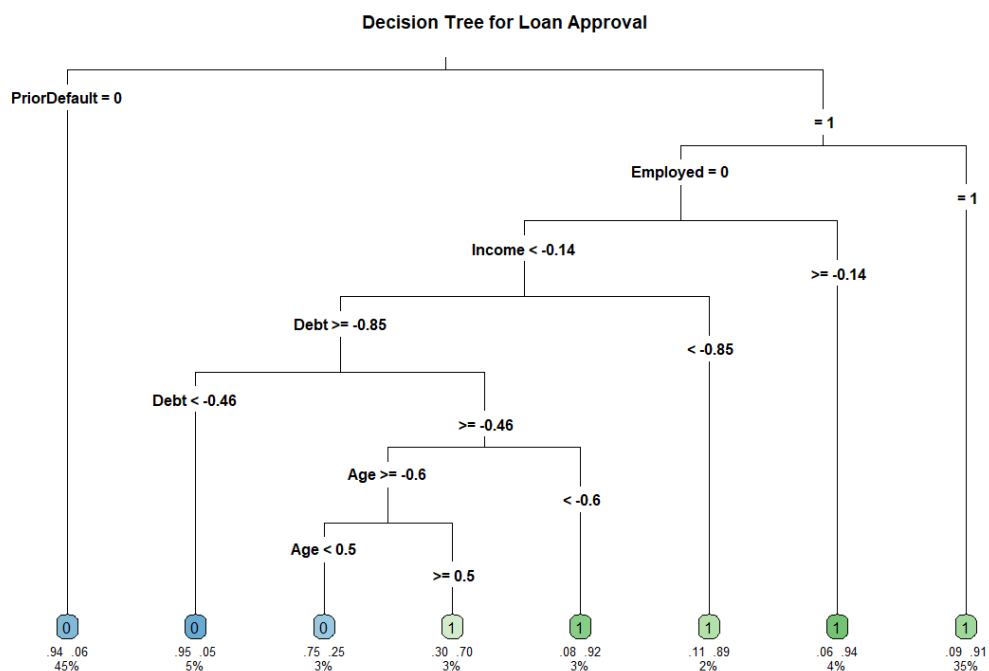 Decision Tree for Loan Approval
PriorDefault = 0
= 1
Employed = 0
= 1
Income < -0.14
>= -0.14
Debt >= -0.85
< -0.85
Debt < -0.46
>= -0.46
Age >= -0.6
< -0.6
Age < 0.5
>= 0.5
0 0 0 1 1 1 1 1
.94 .06 .95 .05 .75 .25 .30 .70 .08 .92 .11 .89 .06 .94 .09 .91
45% 5% 3% 3% 3% 2% 4% 35%